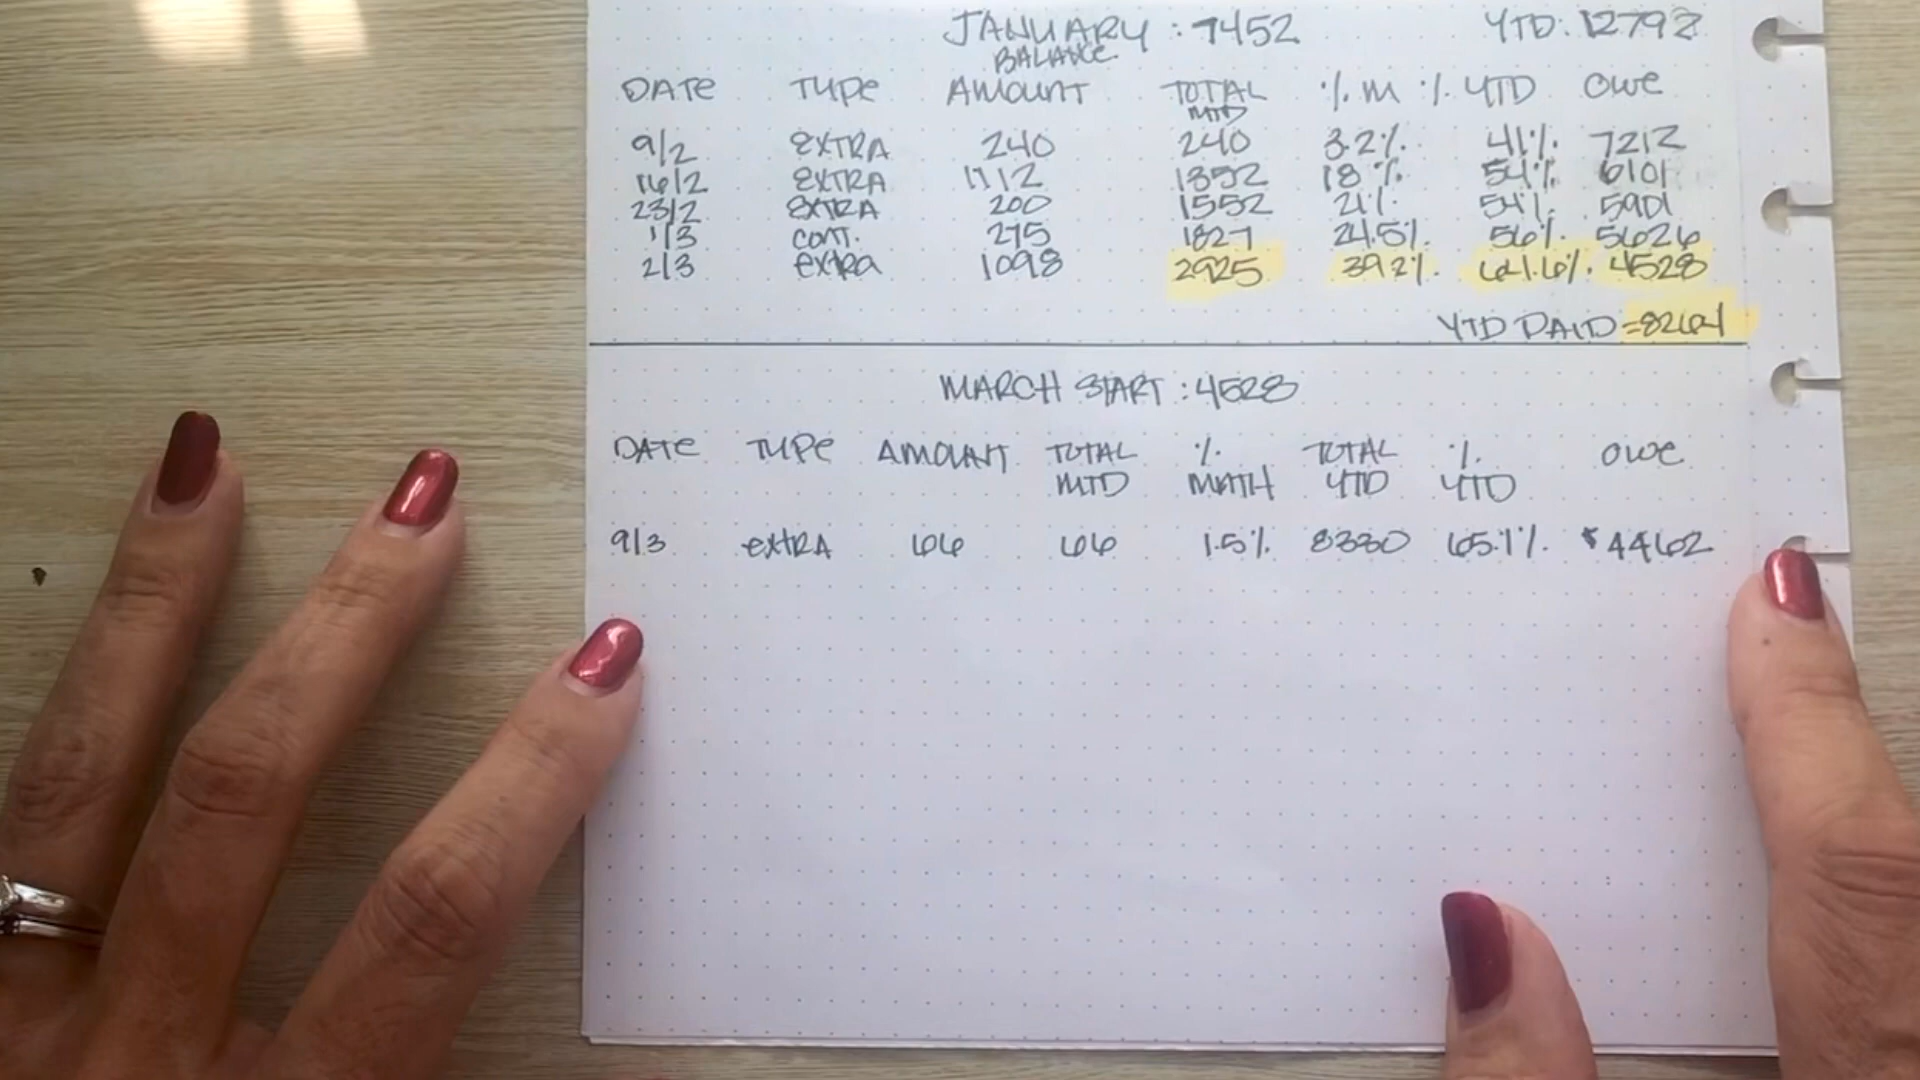 JANUARY : 7452 YTD: 12792
BALANCE
DATE TYPE AMOUNT TOTAL MTD %M % YTD OWE
9/2 EXTRA 240 240 3.2% 41% 7212
16/2 EXTRA 1112 1352 18% 54% 6101
23/2 EXTRA 200 1552 21% 54% 5901
1/3 CONT. 275 1827 24.5% 56% 5626
2/3 extra 1098 2925 39.2% 64.6% 4528
YTD PAID = 8264
MARCH START : 4528
DATE TYPE AMOUNT TOTAL MTD % MATH TOTAL YTD % YTD OWE
9/3 extRA 66 66 1.5% 8330 65.1% $4462